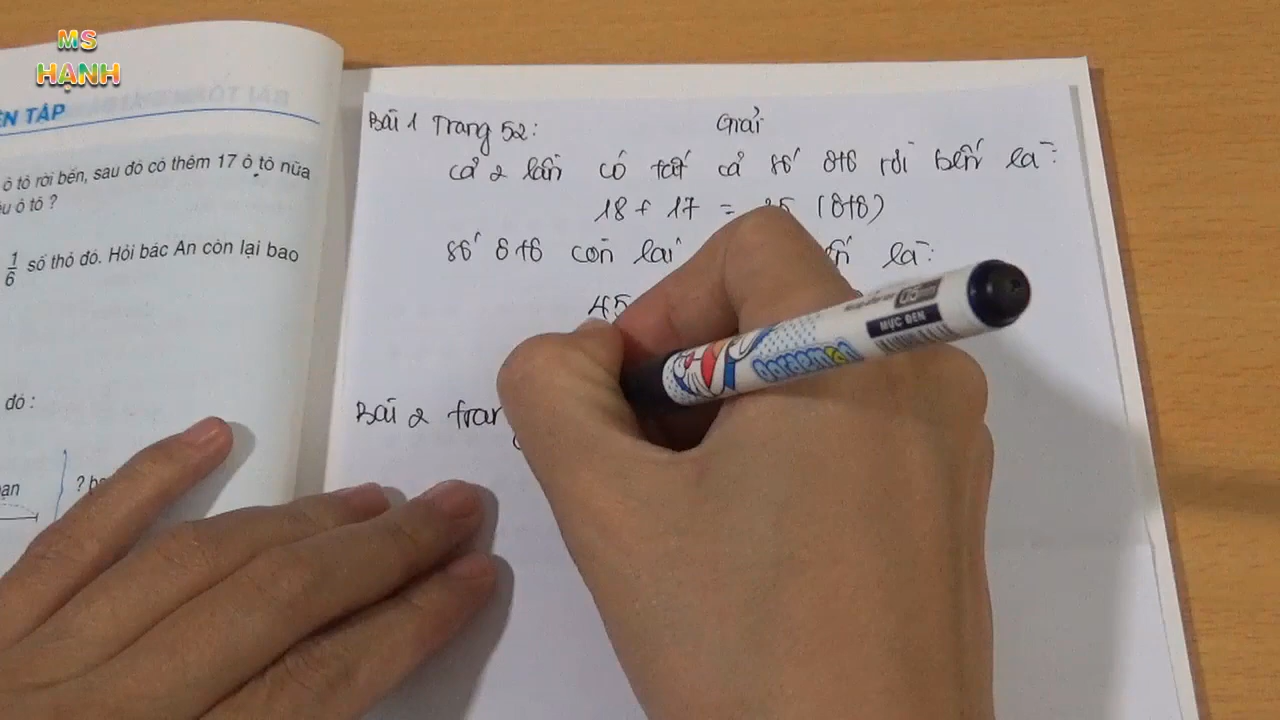 MS
HẠNH
ỆN TẬP
ô tô rời bến, sau đó có thêm 17 ô tô nữa
u ô tô ?
1
6 số thỏ đó. Hỏi bác An còn lại bao
đó :
ạn
?
Bài 1 Trang 52:
Giải
Cả 2 lần có tất cả số ôtô rời bến là:
18 + 17 = 35 (ôtô)
Số ôtô còn lại là:
45
Bài 2
05mm
MỰC ĐEN
Doraemon